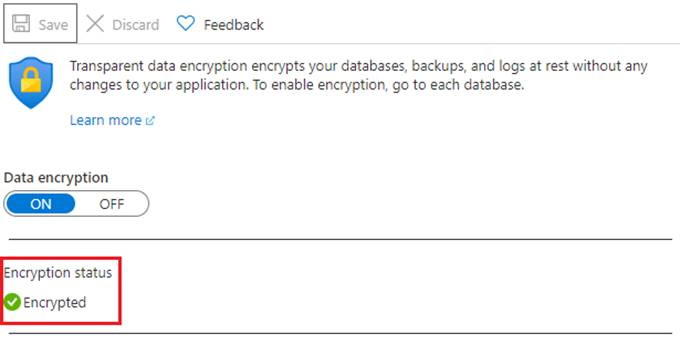 Save Discard Feedback
Transparent data encryption encrypts your databases, backups, and logs at rest without any
changes to your application. To enable encryption, go to each database.
Learn more
Data encryption
ON OFF
Encryption status
Encrypted